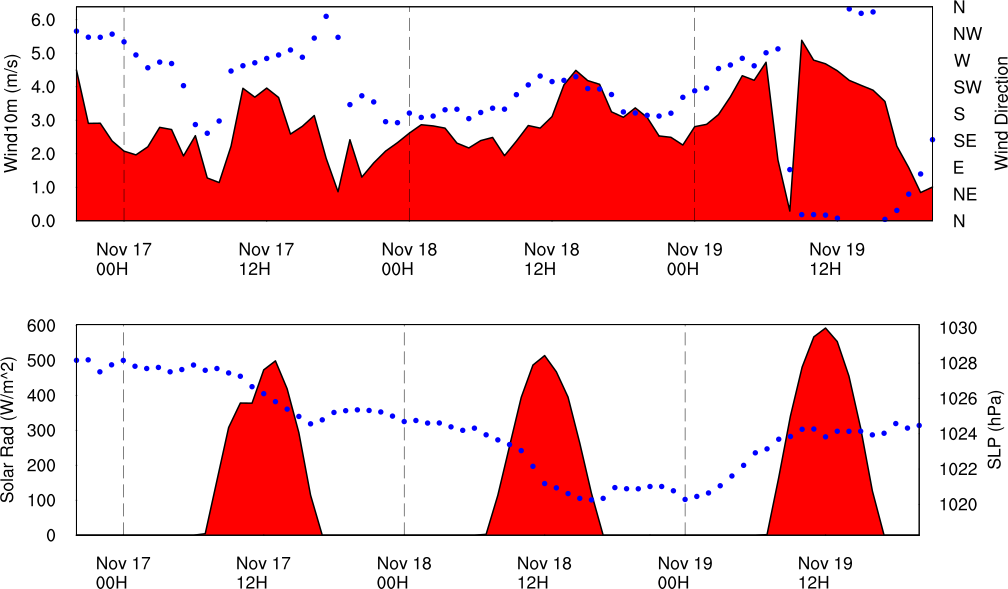 6.0
5.0
4.0
3.0
2.0
1.0
0.0
Wind10m (m/s)
N
NW
W
SW
S
SE
E
NE
N
Wind Direction
Nov 17
00H
Nov 17
12H
Nov 18
00H
Nov 18
12H
Nov 19
00H
Nov 19
12H
600
500
400
300
200
100
0
Solar Rad (W/m^2)
1030
1028
1026
1024
1022
1020
SLP (hPa)
Nov 17
00H
Nov 17
12H
Nov 18
00H
Nov 18
12H
Nov 19
00H
Nov 19
12H